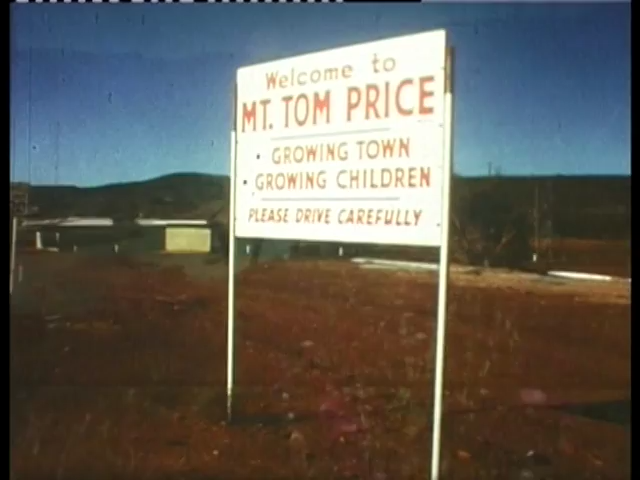 Welcome to
MT. TOM PRICE
• GROWING TOWN
• GROWING CHILDREN
PLEASE DRIVE CAREFULLY